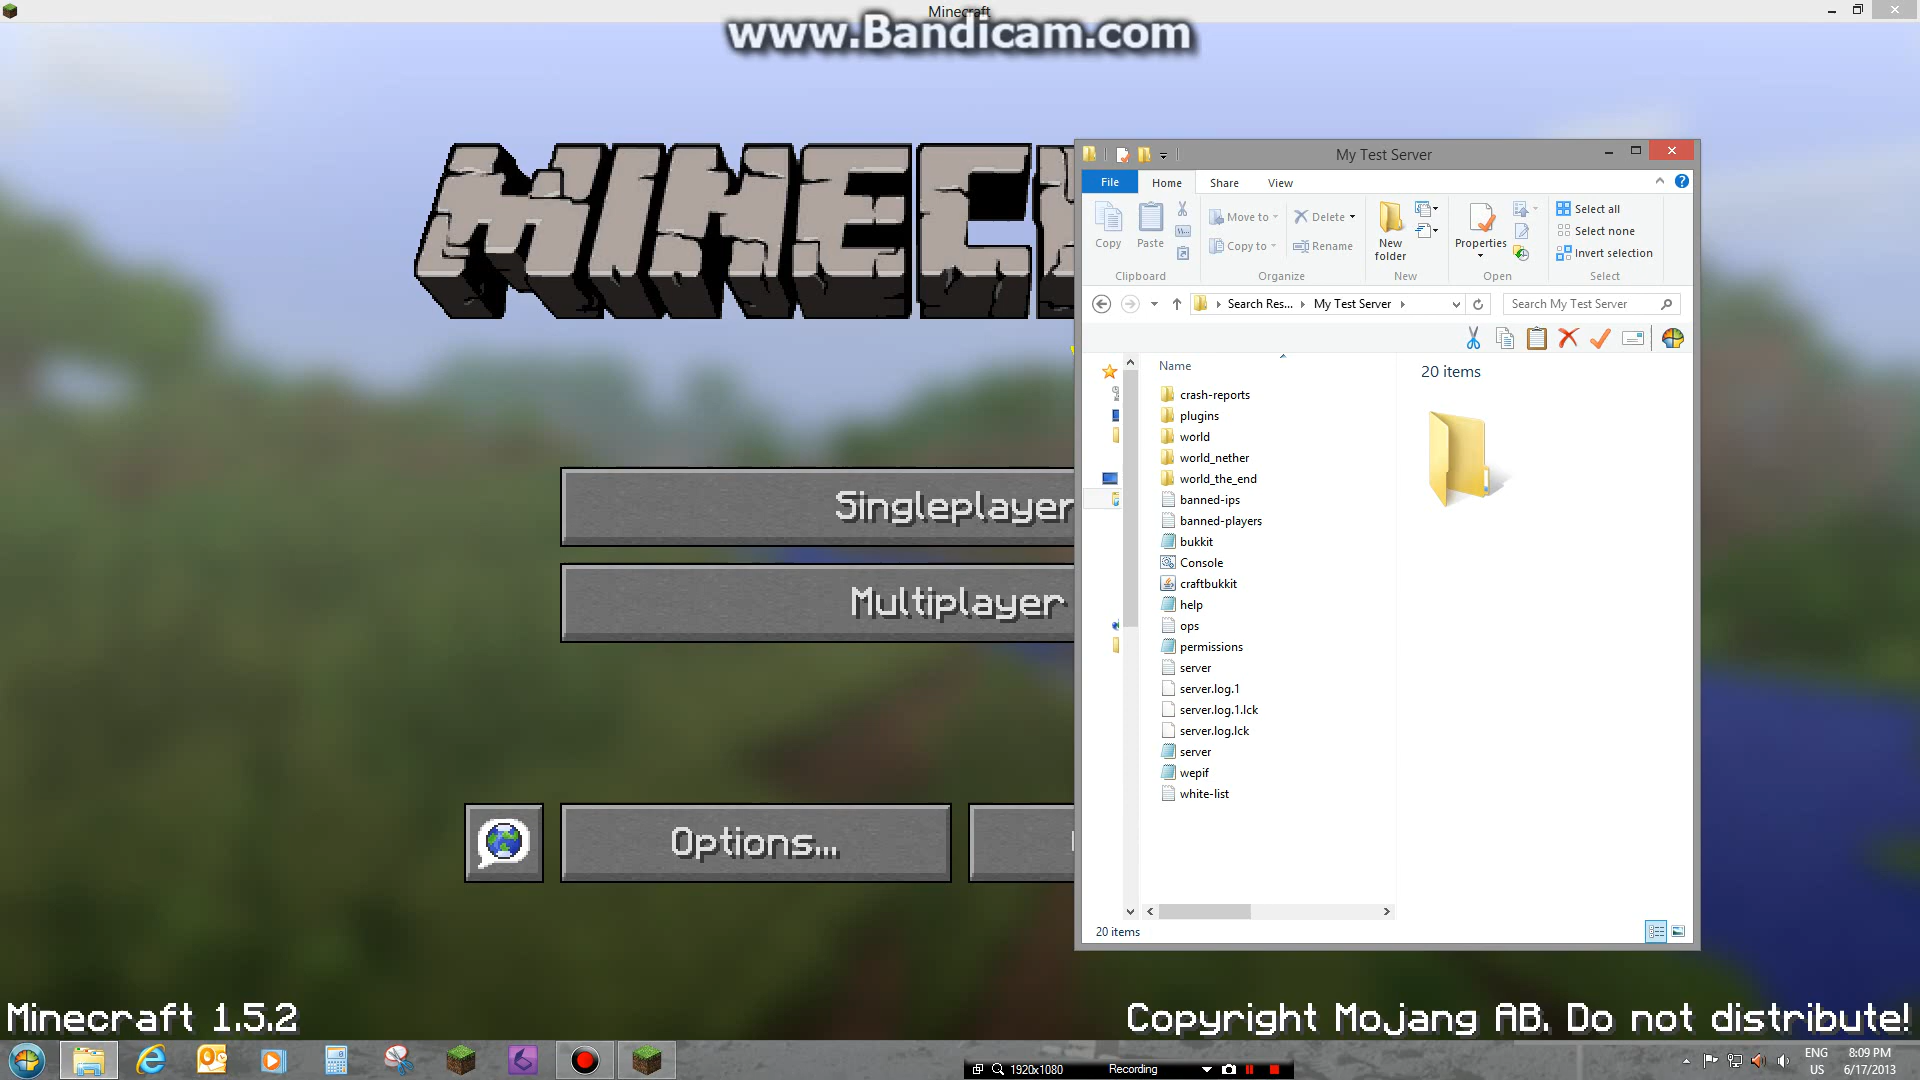 Minecraft
www.Bandicam.com
My Test Server
File Home Share View
Copy Paste Move to Copy to Delete Rename New folder Properties Select all Select none Invert selection
Clipboard Organize New Open Select
Search Res... My Test Server Search My Test Server
Name
20 items
crash-reports
plugins
world
world_nether
world_the_end
banned-ips
banned-players
bukkit
Console
craftbukkit
help
ops
permissions
server
server.log.1
server.log.1.lck
server.log.lck
server
wepif
white-list
20 items
Singleplayer
Multiplayer
Options...
Minecraft 1.5.2
Copyright Mojang AB. Do not distribute!
1920x1080 Recording
ENG US
8:09 PM
6/17/2013